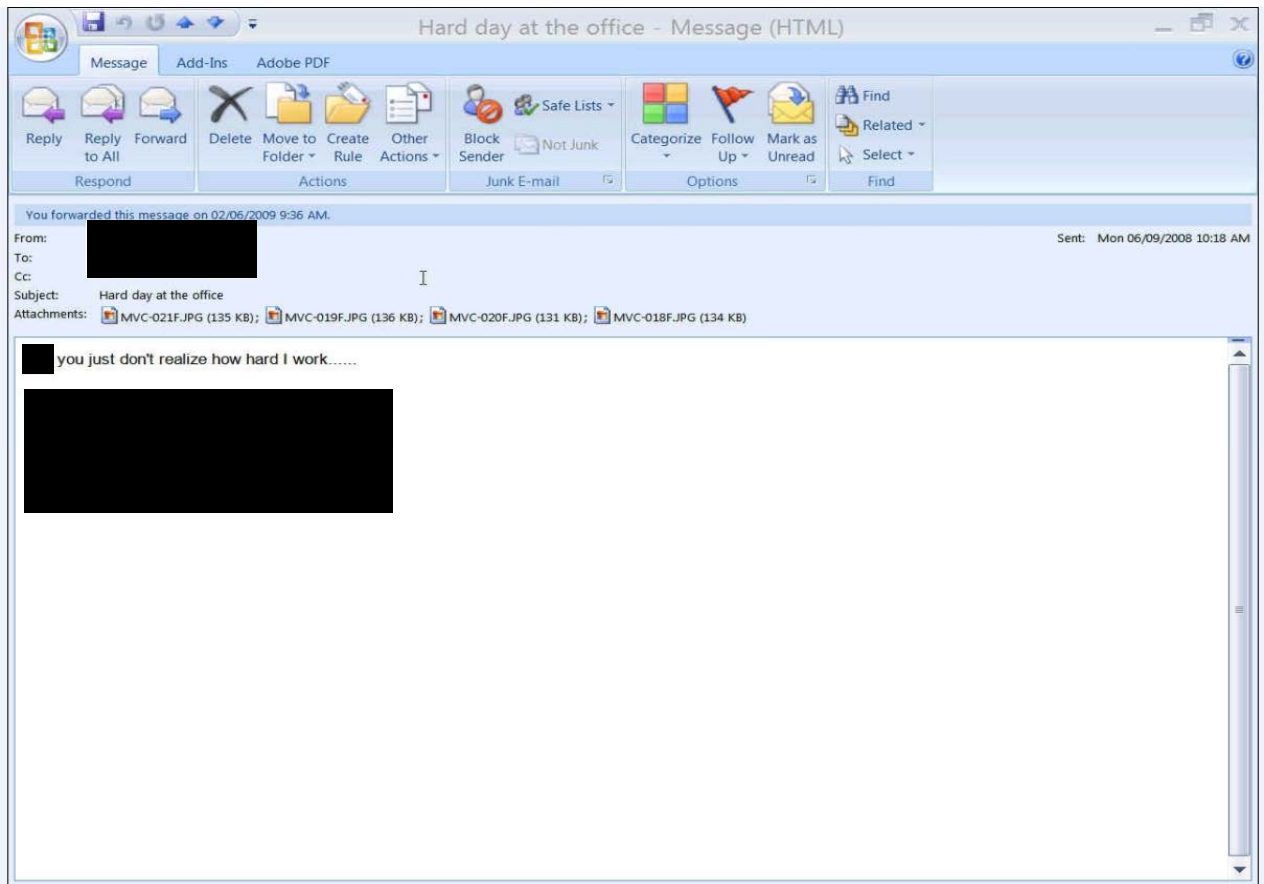 Hard day at the office - Message (HTML)
Message Add-Ins Adobe PDF
Reply Reply to All Forward Delete Move to Folder Create Rule Other Actions Block Sender Safe Lists Not Junk Categorize Follow Up Mark as Unread Find Related Select
Respond Actions Junk E-mail Options Find
You forwarded this message on 02/06/2009 9:36 AM.
From: Sent: Mon 06/09/2008 10:18 AM
To:
Cc:
Subject: Hard day at the office
Attachments: MVC-021F.JPG (135 KB); MVC-019F.JPG (136 KB); MVC-020F.JPG (131 KB); MVC-018F.JPG (134 KB)
you just don't realize how hard I work......